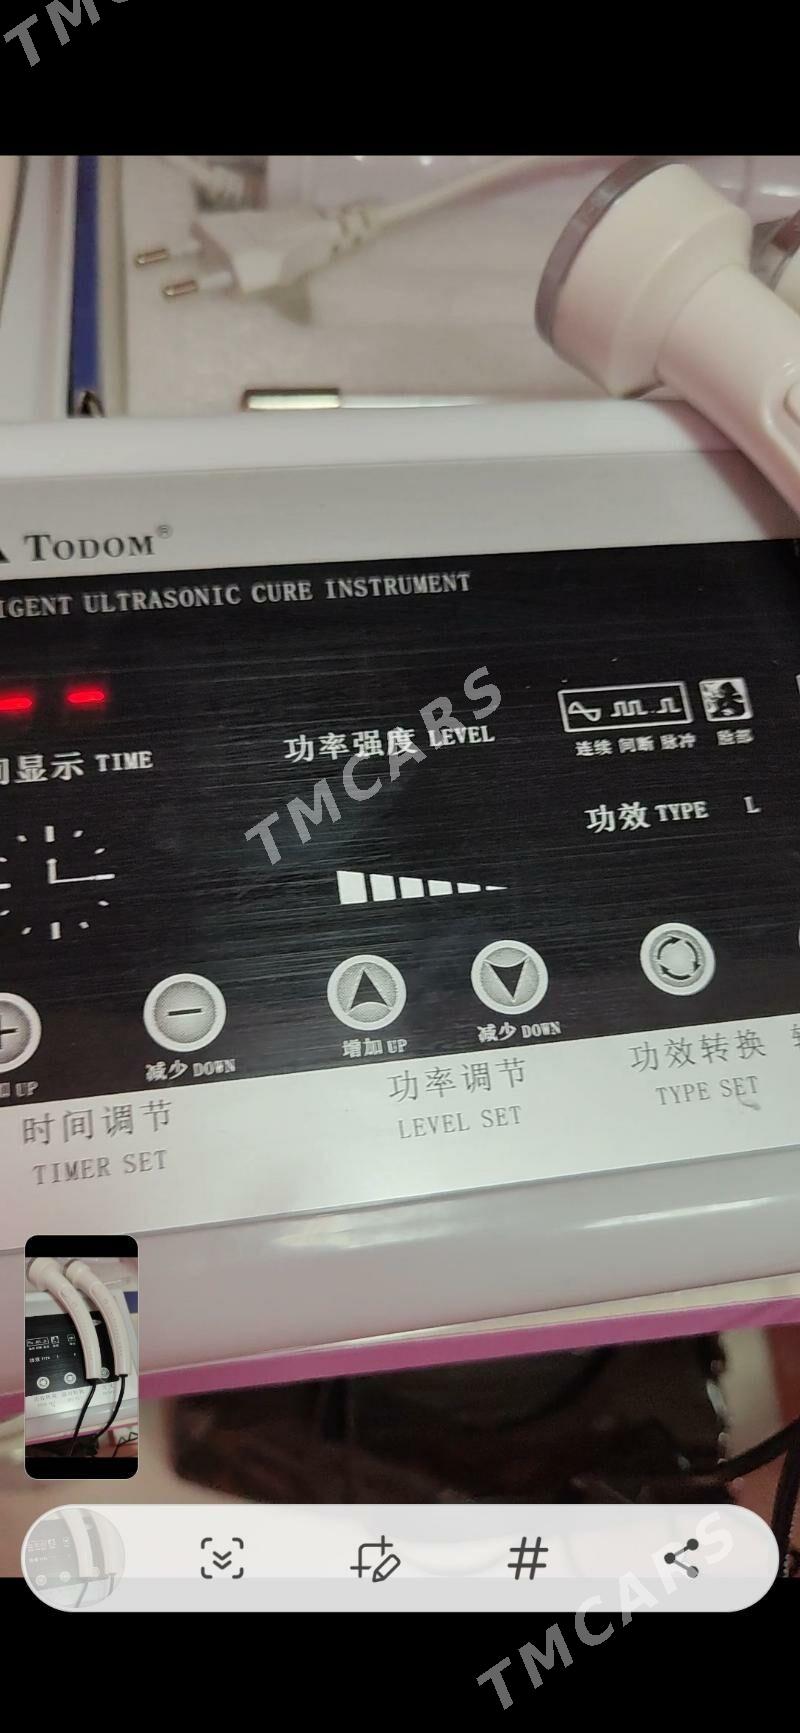 TMCARS
TODOM®
IGENT ULTRASONIC CURE INSTRUMENT
显示 TIME
功率强度 LEVEL
连续 间断 脉冲
功效 TYPE L
TMCARS
UP
减少 DOWN
增加 UP
减少 DOWN
时间调节
TIMER SET
功率调节
LEVEL SET
功效转换
TYPE SET
TMCARS